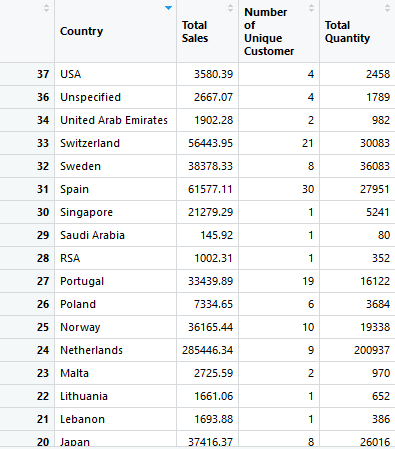 Country Total Sales Number of Unique Customer Total Quantity
37 USA 3580.39 4 2458
36 Unspecified 2667.07 4 1789
34 United Arab Emirates 1902.28 2 982
33 Switzerland 56443.95 21 30083
32 Sweden 38378.33 8 36083
31 Spain 61577.11 30 27951
30 Singapore 21279.29 1 5241
29 Saudi Arabia 145.92 1 80
28 RSA 1002.31 1 352
27 Portugal 33439.89 19 16122
26 Poland 7334.65 6 3684
25 Norway 36165.44 10 19338
24 Netherlands 285446.34 9 200937
23 Malta 2725.59 2 970
22 Lithuania 1661.06 1 652
21 Lebanon 1693.88 1 386
20 Japan 37416.37 8 26016